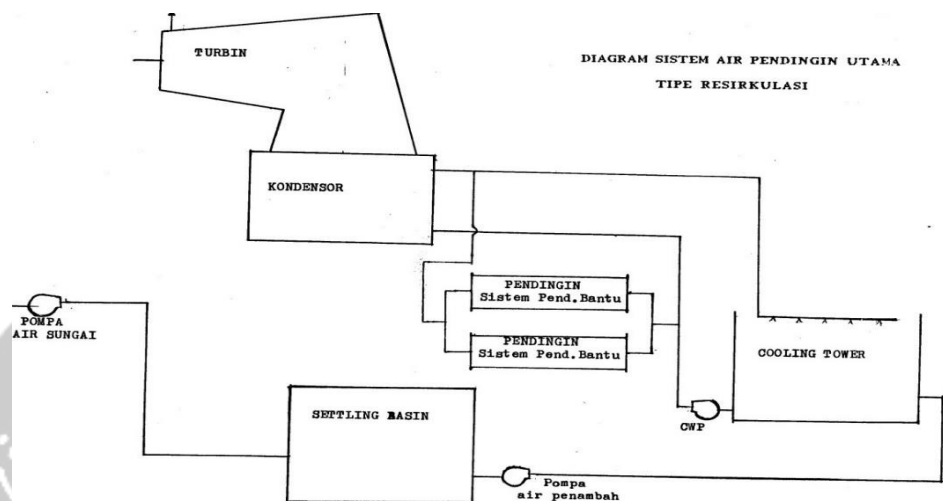 TURBIN
DIAGRAM SISTEM AIR PENDINGIN UTAMA
TIPE RESIRKULASI
KONDENSOR
PENDINGIN
Sistem Pend.Bantu
PENDINGIN
Sistem Pend.Bantu
POMPA
AIR SUNGAI
COOLING TOWER
SETTLING BASIN
CWP
Pompa
air penambah